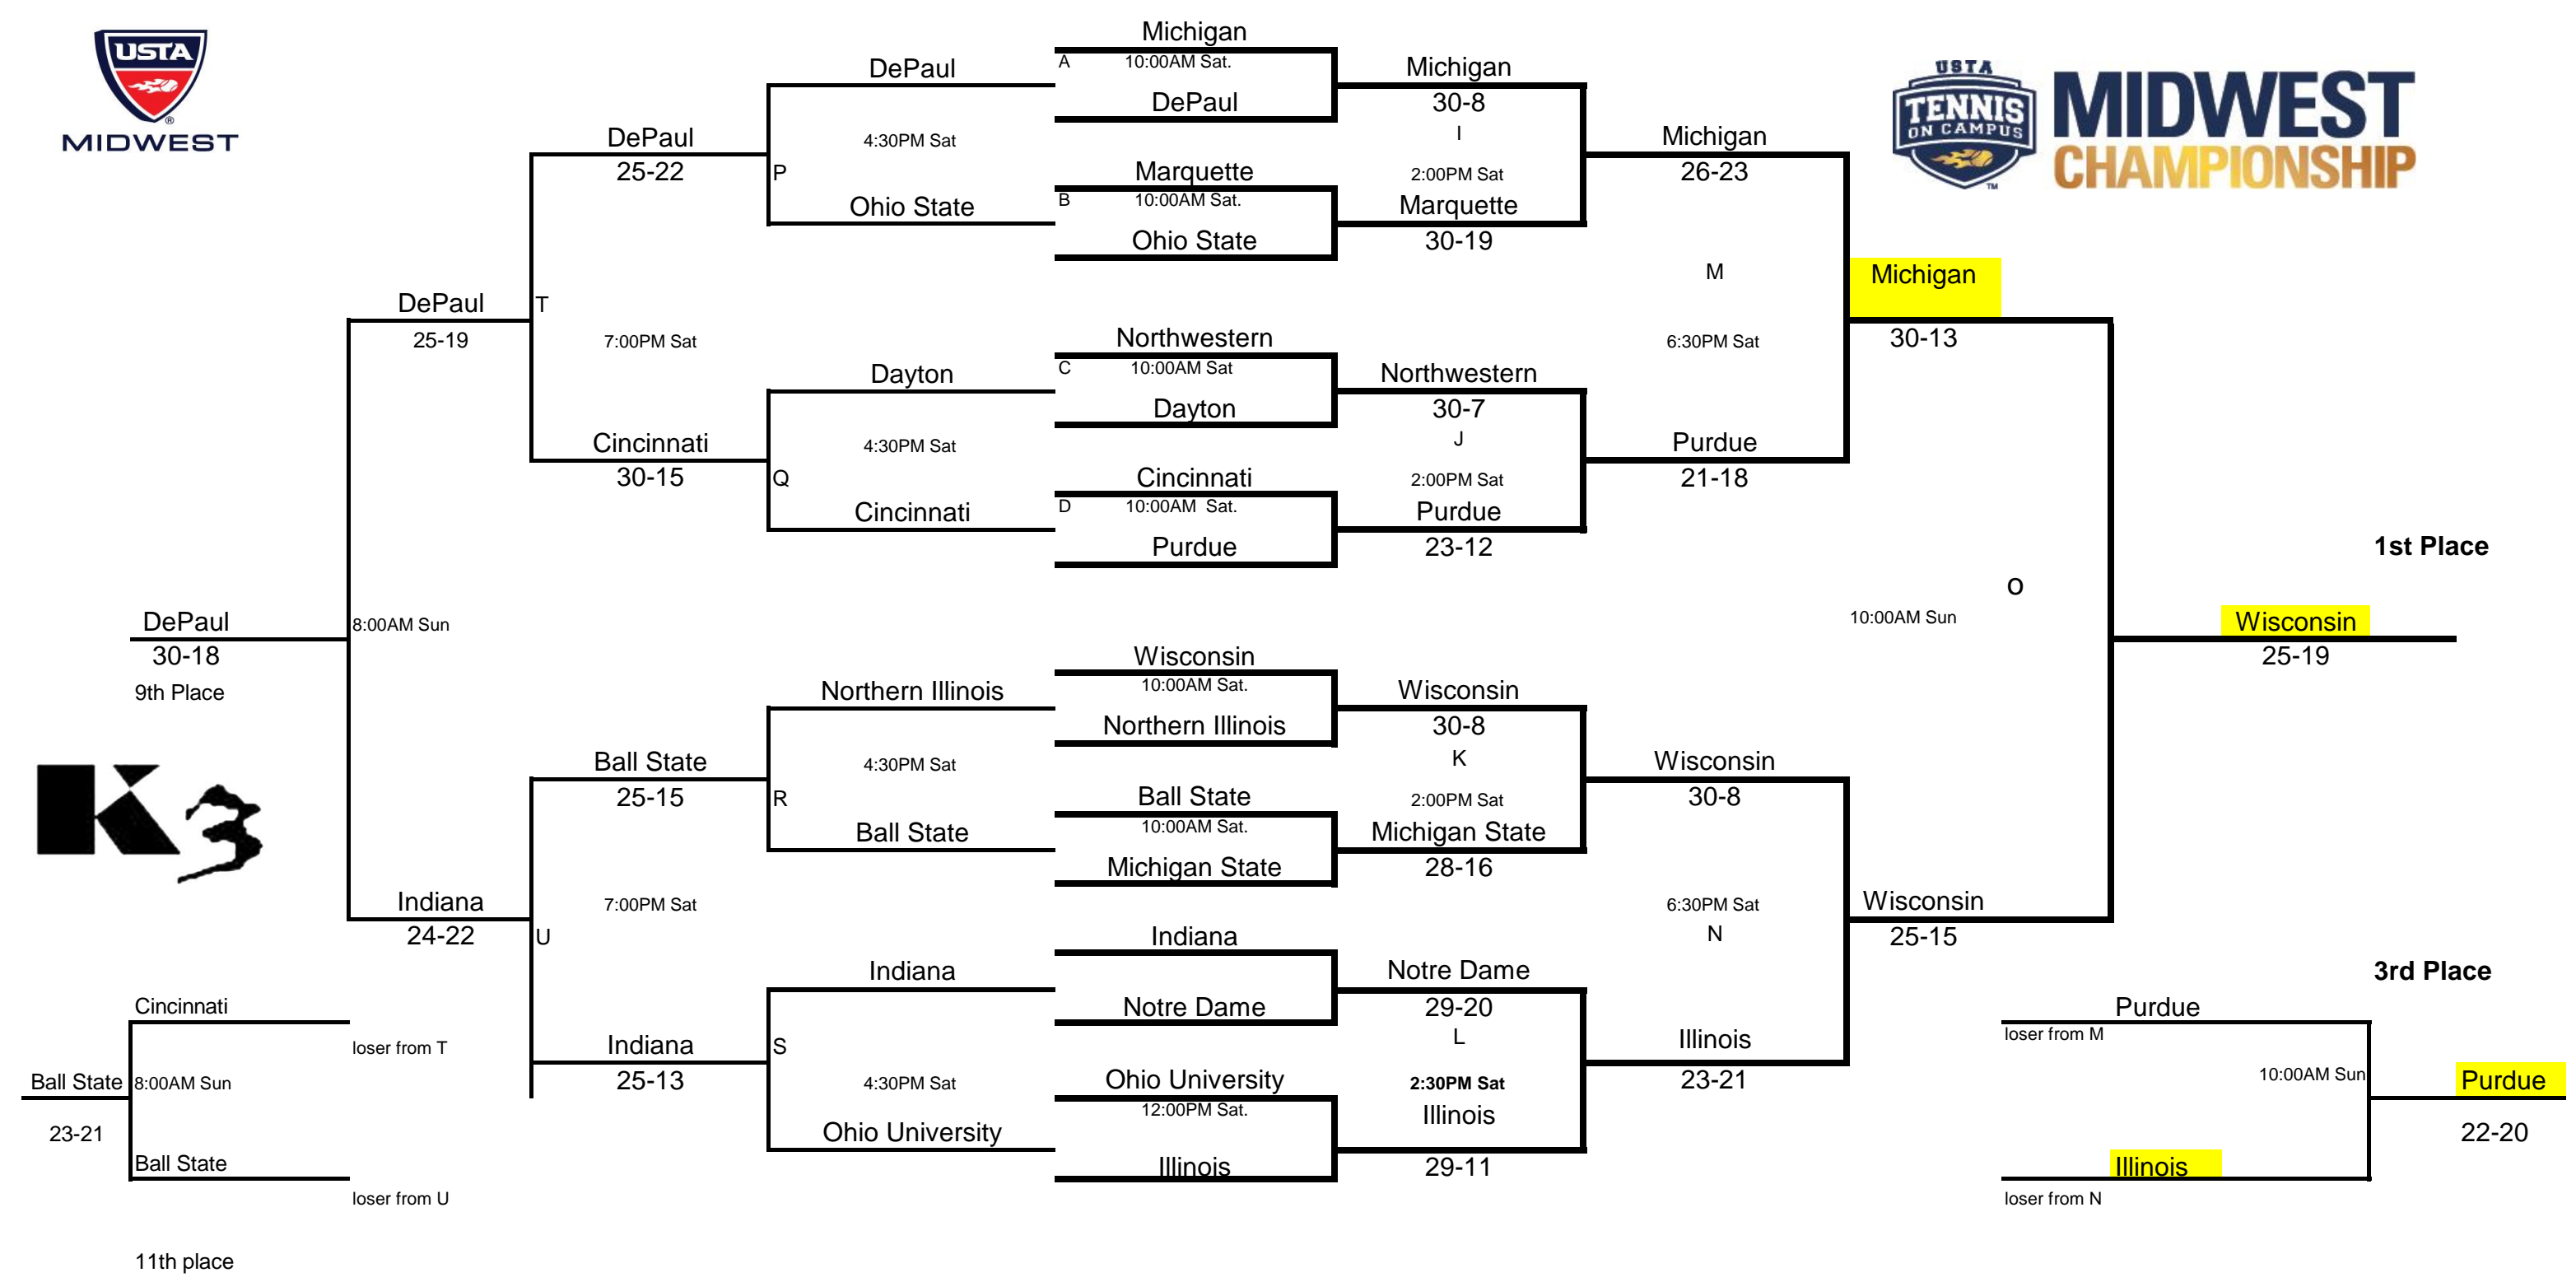 USTA
®
MIDWEST
USTA
TENNIS
ON CAMPUS
TM
MIDWEST
CHAMPIONSHIP
Michigan
A 10:00AM Sat.
DePaul
Marquette
B 10:00AM Sat.
Ohio State
Northwestern
C 10:00AM Sat
Dayton
Cincinnati
D 10:00AM Sat.
Purdue
Wisconsin
10:00AM Sat.
Northern Illinois
Ball State
10:00AM Sat.
Michigan State
Indiana
Notre Dame
Ohio University
12:00PM Sat.
Illinois
Michigan
30-8
I
2:00PM Sat
Marquette
30-19
Northwestern
30-7
J
2:00PM Sat
Purdue
23-12
Wisconsin
30-8
K
2:00PM Sat
Michigan State
28-16
Notre Dame
29-20
L
2:30PM Sat
Illinois
29-11
Michigan
26-23
M
6:30PM Sat
Purdue
21-18
Wisconsin
30-8
6:30PM Sat
N
Illinois
23-21
Michigan
30-13
O
10:00AM Sun
Wisconsin
25-15
1st Place
Wisconsin
25-19
3rd Place
Purdue
loser from M
10:00AM Sun
Illinois
loser from N
Purdue
22-20
DePaul
4:30PM Sat
P
Ohio State
Dayton
4:30PM Sat
Q
Cincinnati
Northern Illinois
4:30PM Sat
R
Ball State
Indiana
S
4:30PM Sat
Ohio University
DePaul
25-22
T
7:00PM Sat
Cincinnati
30-15
Ball State
25-15
7:00PM Sat
U
Indiana
25-13
DePaul
25-19
8:00AM Sun
Indiana
24-22
DePaul
30-18
9th Place
K3
Cincinnati
loser from T
8:00AM Sun
Ball State
loser from U
Ball State
23-21
11th place